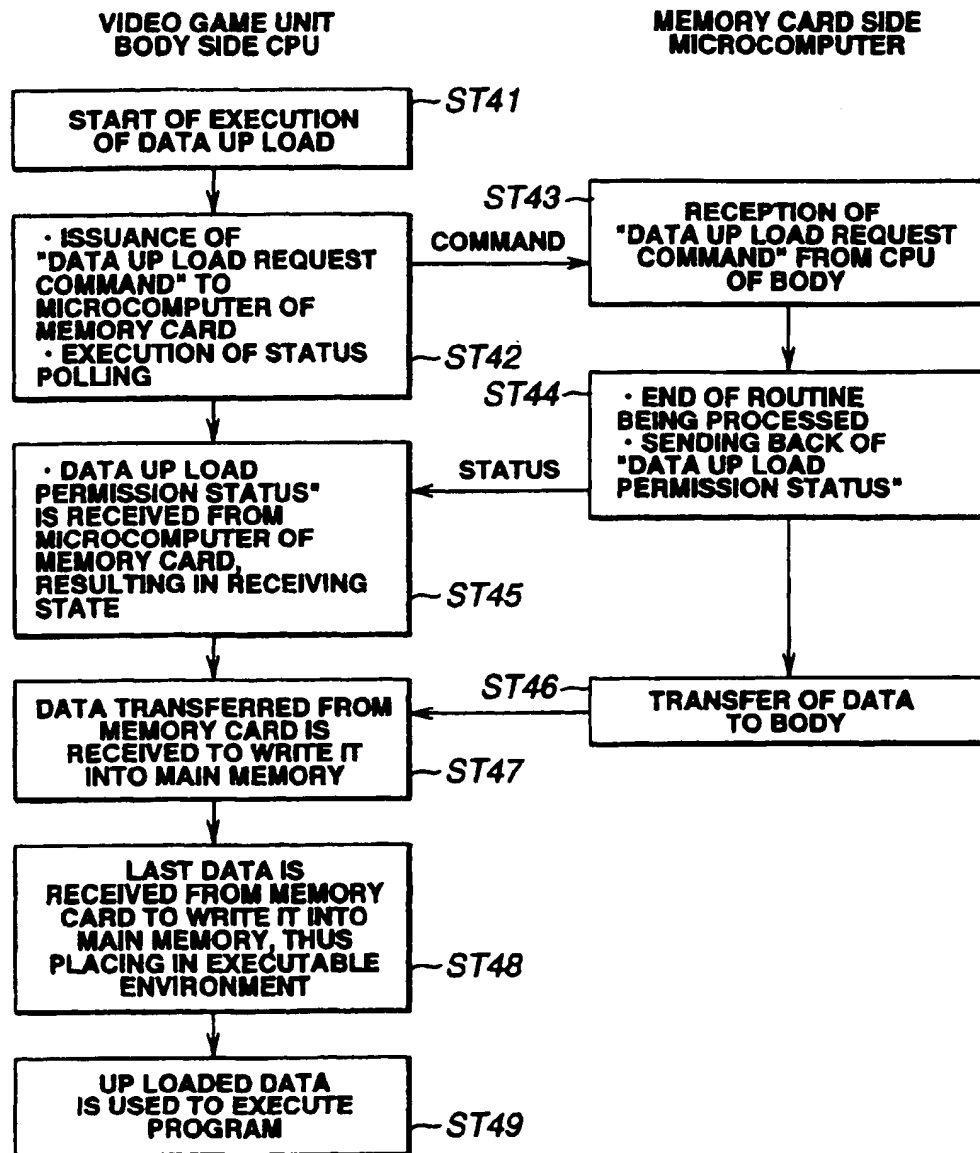 VIDEO GAME UNIT
BODY SIDE CPU
MEMORY CARD SIDE
MICROCOMPUTER
START OF EXECUTION
OF DATA UP LOAD
ST41
· ISSUANCE OF
"DATA UP LOAD REQUEST
COMMAND" TO
MICROCOMPUTER OF
MEMORY CARD
· EXECUTION OF STATUS
POLLING
ST42
COMMAND
ST43
RECEPTION OF
"DATA UP LOAD REQUEST
COMMAND" FROM CPU
OF BODY
ST44
· END OF ROUTINE
BEING PROCESSED
· SENDING BACK OF
"DATA UP LOAD
PERMISSION STATUS"
STATUS
· DATA UP LOAD
PERMISSION STATUS"
IS RECEIVED FROM
MICROCOMPUTER OF
MEMORY CARD,
RESULTING IN RECEIVING
STATE
ST45
ST46
TRANSFER OF DATA
TO BODY
DATA TRANSFERRED FROM
MEMORY CARD IS
RECEIVED TO WRITE IT
INTO MAIN MEMORY
ST47
LAST DATA IS
RECEIVED FROM MEMORY
CARD TO WRITE IT INTO
MAIN MEMORY, THUS
PLACING IN EXECUTABLE
ENVIRONMENT
ST48
UP LOADED DATA
IS USED TO EXECUTE
PROGRAM
ST49